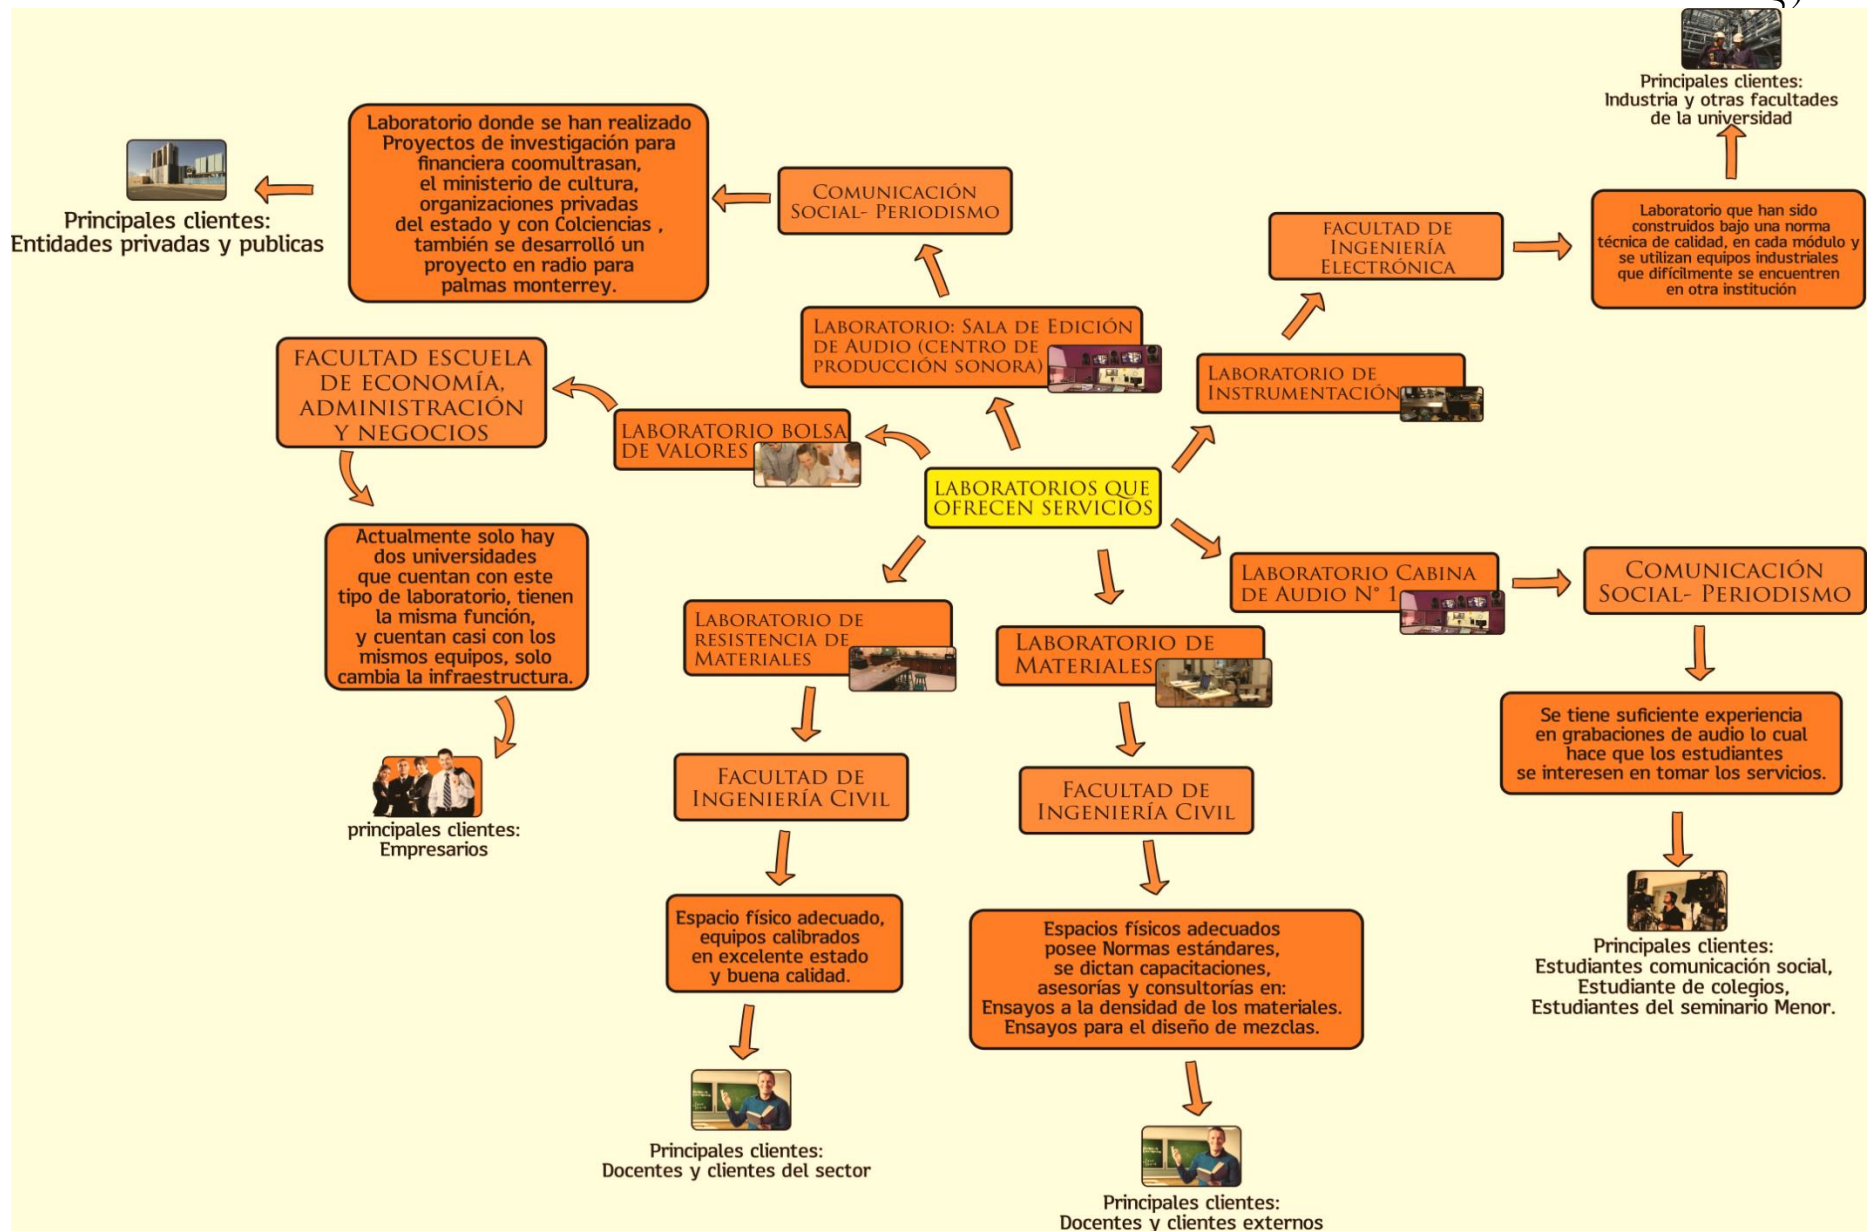 Principales clientes:
Industria y otras facultades
de la universidad
Laboratorio donde se han realizado
Proyectos de investigación para
financiera coomultrasan,
el ministerio de cultura,
organizaciones privadas
del estado y con Colciencias ,
también se desarrolló un
proyecto en radio para
palmas monterrey.
Principales clientes:
Entidades privadas y publicas
Comunicación
Social- Periodismo
facultad de
Ingeniería
Electrónica
Laboratorio que han sido
construidos bajo una norma
técnica de calidad, en cada módulo y
se utilizan equipos industriales
que difícilmente se encuentren
en otra institución
Laboratorio: Sala de Edición
de Audio (centro de
producción sonora)
Laboratorio de
Instrumentación
FACULTAD ESCUELA
DE ECONOMÍA,
ADMINISTRACIÓN
Y NEGOCIOS
LABORATORIO BOLSA
DE VALORES
LABORATORIOS QUE
OFRECEN SERVICIOS
Actualmente solo hay
dos universidades
que cuentan con este
tipo de laboratorio, tienen
la misma función,
y cuentan casi con los
mismos equipos, solo
cambia la infraestructura.
principales clientes:
Empresarios
Laboratorio de
resistencia de
Materiales
Facultad de
Ingeniería Civil
Espacio físico adecuado,
equipos calibrados
en excelente estado
y buena calidad.
Principales clientes:
Docentes y clientes del sector
Laboratorio de
Materiales
Facultad de
Ingeniería Civil
Espacios físicos adecuados
posee Normas estándares,
se dictan capacitaciones,
asesorías y consultorías en:
Ensayos a la densidad de los materiales.
Ensayos para el diseño de mezclas.
Principales clientes:
Docentes y clientes externos
Laboratorio Cabina
de Audio N° 1
Comunicación
Social- Periodismo
Se tiene suficiente experiencia
en grabaciones de audio lo cual
hace que los estudiantes
se interesen en tomar los servicios.
Principales clientes:
Estudiantes comunicación social,
Estudiante de colegios,
Estudiantes del seminario Menor.